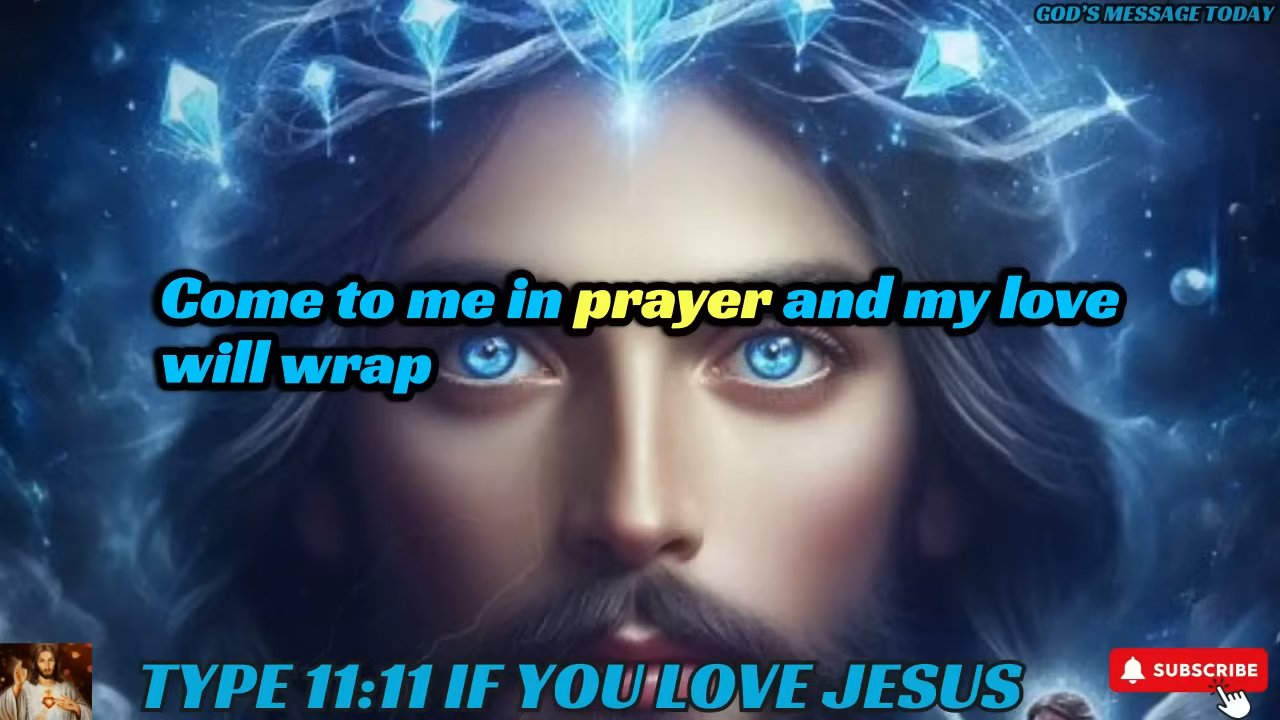 GOD'S MESSAGE TODAY
Come to me in prayer and my love
will wrap
TYPE 11:11 IF YOU LOVE JESUS
SUBSCRIBE